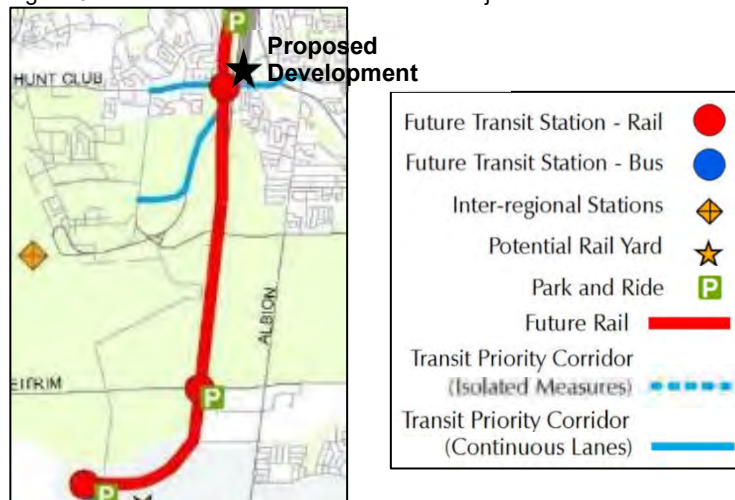 P
Proposed
Development
HUNT CLUB
ALBION
EITRIM
P
P
Future Transit Station - Rail
Future Transit Station - Bus
Inter-regional Stations
Potential Rail Yard
Park and Ride P
Future Rail
Transit Priority Corridor
(Isolated Measures)
Transit Priority Corridor
(Continuous Lanes)